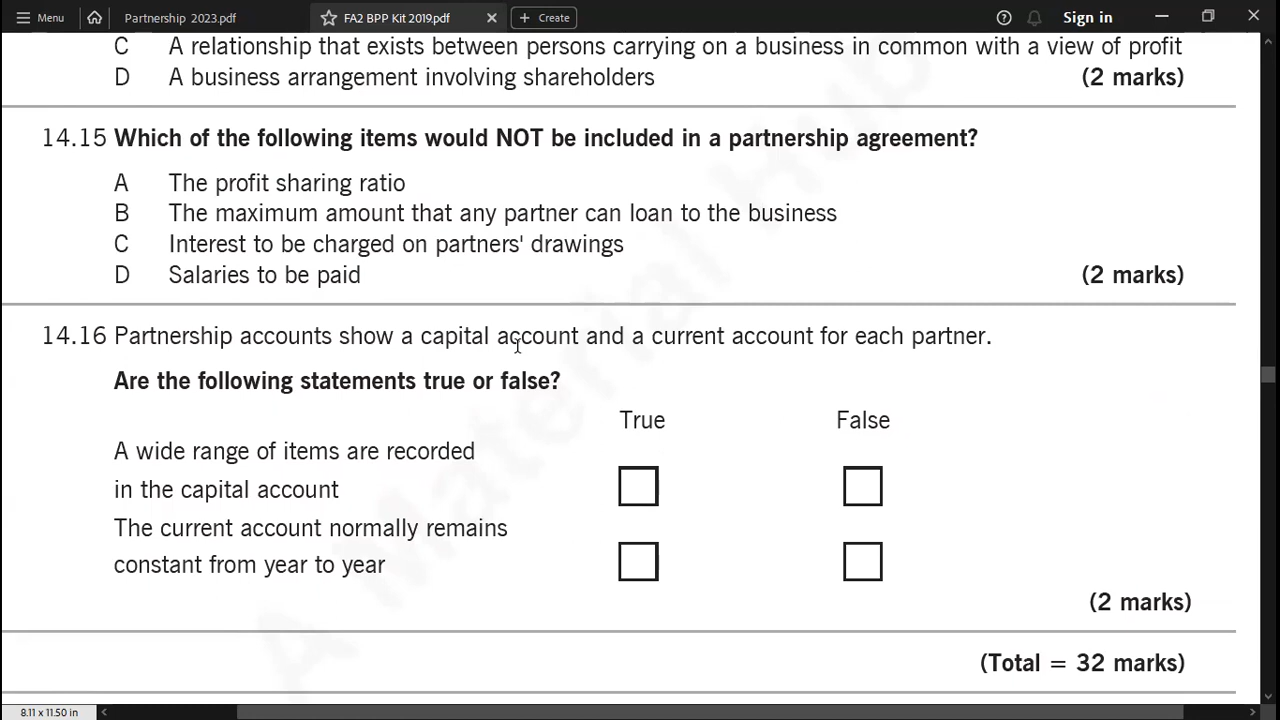 Menu
Partnership 2023.pdf
FA2 BPP Kit 2019.pdf
Create
Sign in
C A relationship that exists between persons carrying on a business in common with a view of profit
D A business arrangement involving shareholders (2 marks)
14.15 Which of the following items would NOT be included in a partnership agreement?
A The profit sharing ratio
B The maximum amount that any partner can loan to the business
C Interest to be charged on partners' drawings
D Salaries to be paid (2 marks)
14.16 Partnership accounts show a capital account and a current account for each partner.
Are the following statements true or false?
True False
A wide range of items are recorded
in the capital account
The current account normally remains
constant from year to year
(2 marks)
(Total = 32 marks)
A Material Hub
8.11 x 11.50 in